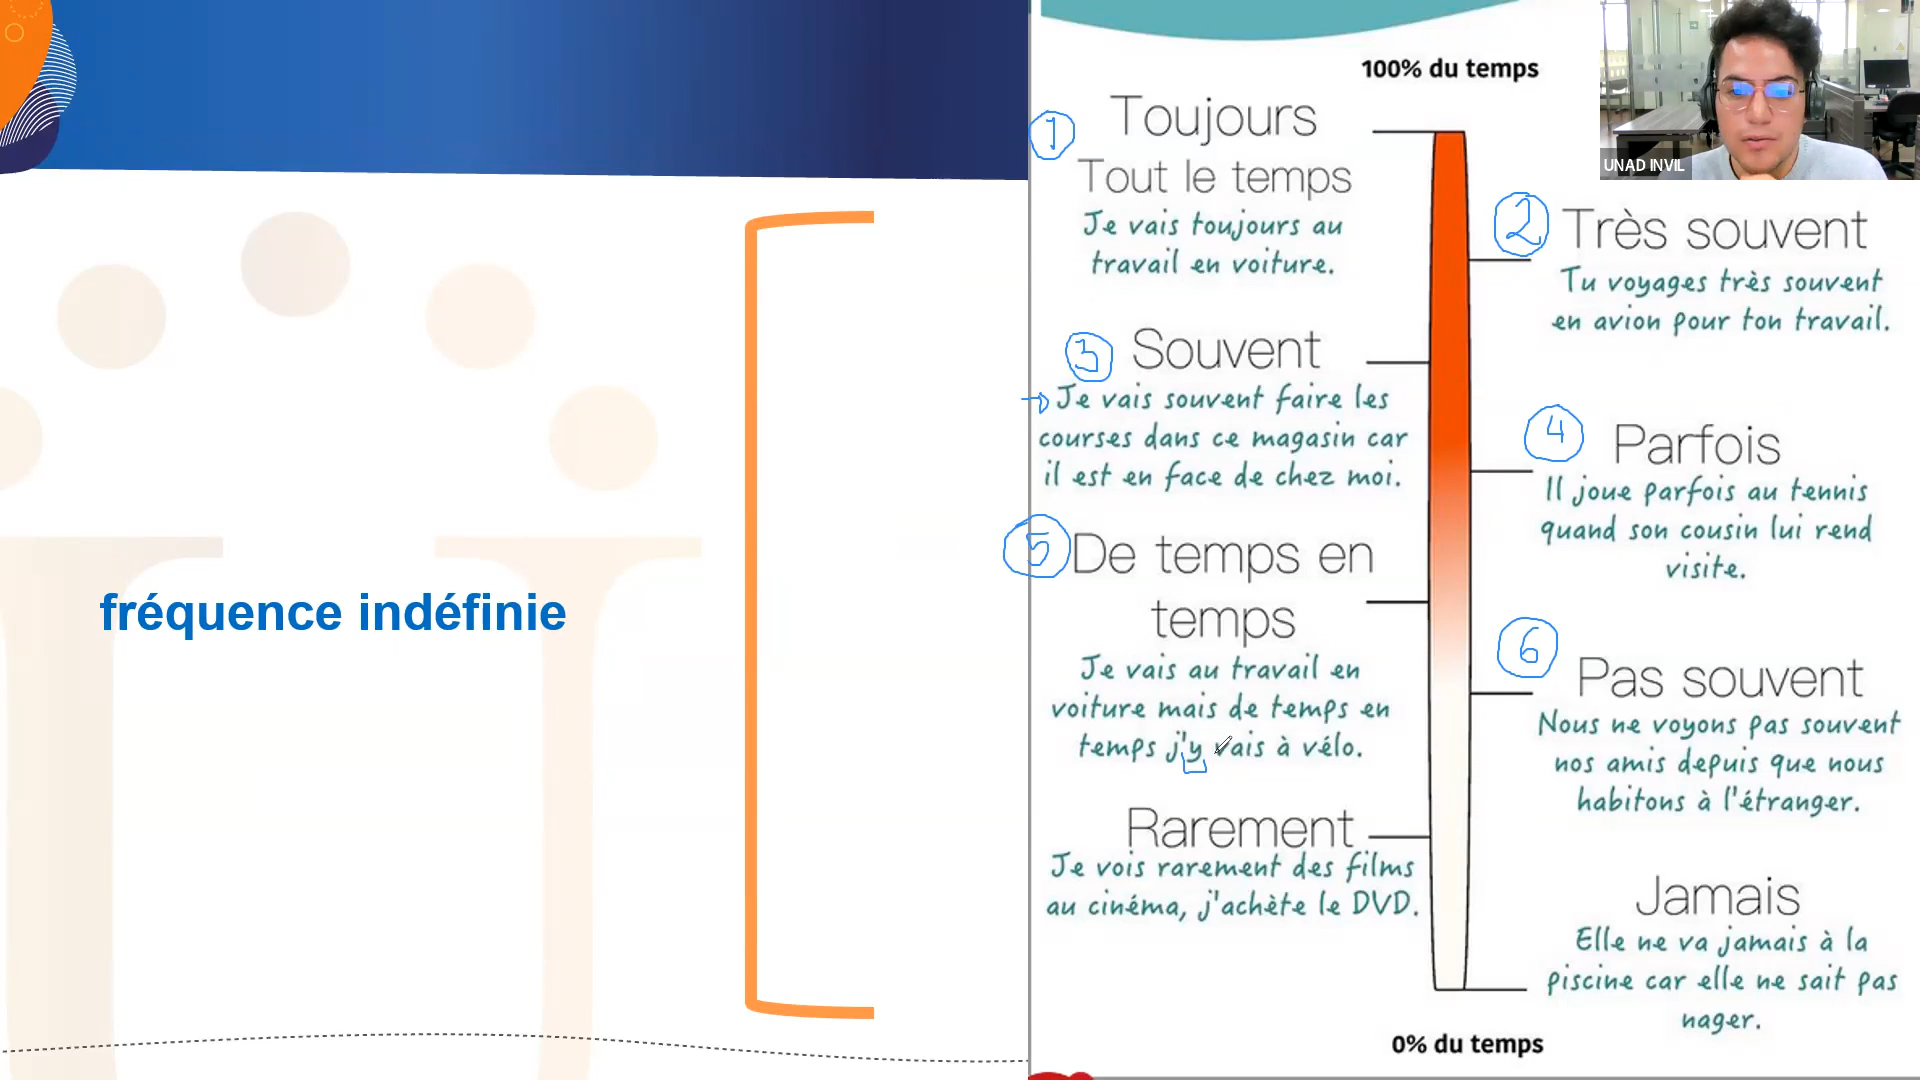 fréquence indéfinie
100% du temps
1
Toujours
Tout le temps
Je vais toujours au
travail en voiture.
2
Très souvent
Tu voyages très souvent
en avion pour ton travail.
3
Souvent
Je vais souvent faire les
courses dans ce magasin car
il est en face de chez moi.
4
Parfois
Il joue parfois au tennis
quand son cousin lui rend
visite.
5
De temps en
temps
Je vais au travail en
voiture mais de temps en
temps j'y vais à vélo.
6
Pas souvent
Nous ne voyons pas souvent
nos amis depuis que nous
habitons à l'étranger.
Rarement
Je vois rarement des films
au cinéma, j'achète le DVD.
Jamais
Elle ne va jamais à la
piscine car elle ne sait pas
nager.
0% du temps
UNAD INVIL